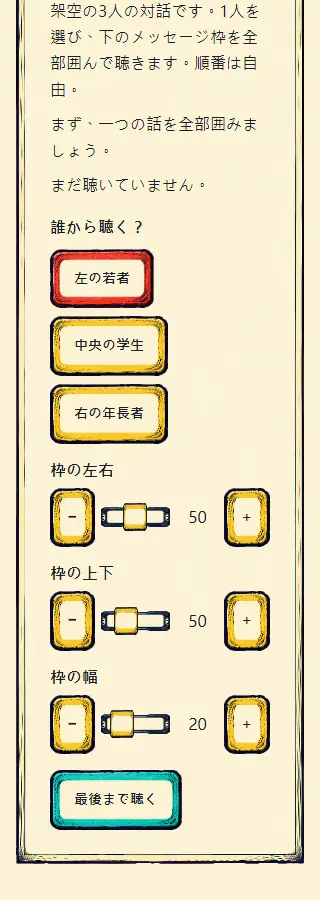 架空の3人の対話です。1人を
選び、下のメッセージ枠を全
部囲んで聴きます。順番は自
由。
まず、一つの話を全部囲みま
しょう。
まだ聴いていません。
誰から聴く？
左の若者
中央の学生
右の年長者
枠の左右
− 50 +
枠の上下
− 50 +
枠の幅
− 20 +
最後まで聴く